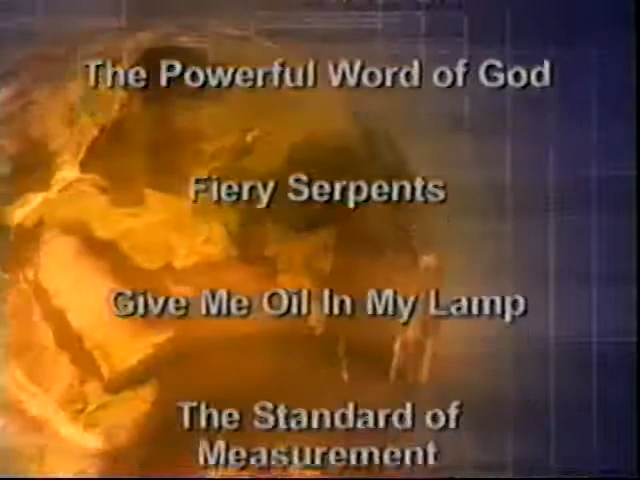 The Powerful Word of God
Fiery Serpents
Give Me Oil In My Lamp
The Standard of
Measurement